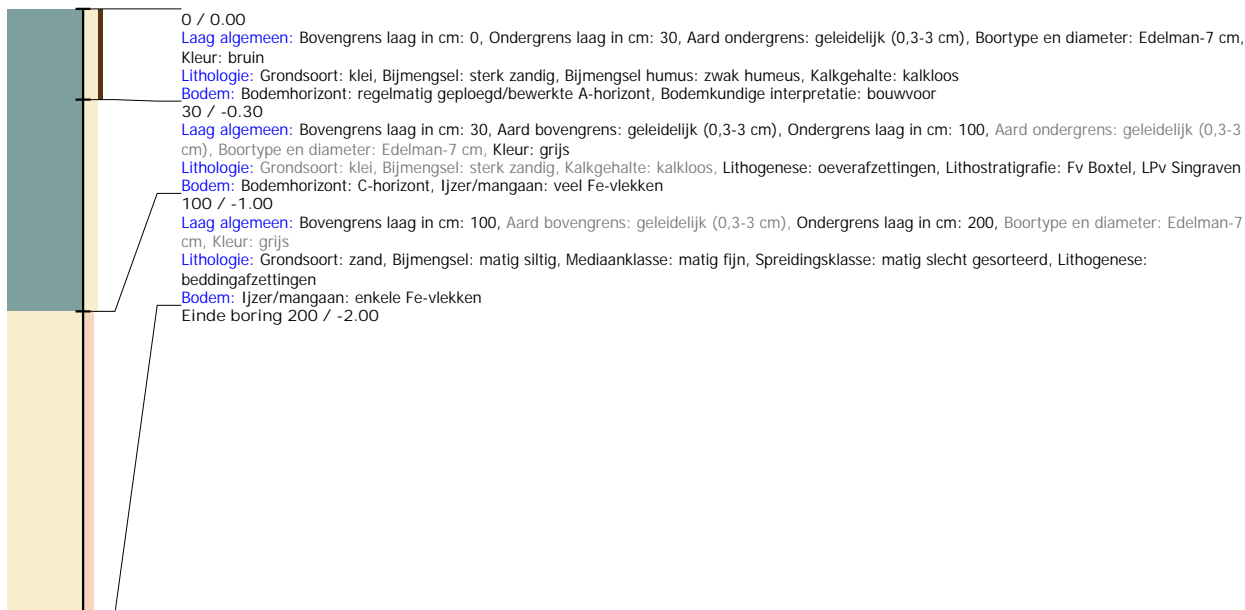 0 / 0.00
Laag algemeen: Bovengrens laag in cm: 0, Ondergrens laag in cm: 30, Aard ondergrens: geleidelijk (0,3-3 cm), Boortype en diameter: Edelman-7 cm,
Kleur: bruin
Lithologie: Grondsoort: klei, Bijmengsel: sterk zandig, Bijmengsel humus: zwak humeus, Kalkgehalte: kalkloos
Bodem: Bodemhorizont: regelmatig geploegd/bewerkte A-horizont, Bodemkundige interpretatie: bouwvoor
30 / -0.30
Laag algemeen: Bovengrens laag in cm: 30, Aard bovengrens: geleidelijk (0,3-3 cm), Ondergrens laag in cm: 100, Aard ondergrens: geleidelijk (0,3-3
cm), Boortype en diameter: Edelman-7 cm, Kleur: grijs
Lithologie: Grondsoort: klei, Bijmengsel: sterk zandig, Kalkgehalte: kalkloos, Lithogenese: oeverafzettingen, Lithostratigrafie: Fv Boxtel, LPv Singraven
Bodem: Bodemhorizont: C-horizont, Ijzer/mangaan: veel Fe-vlekken
100 / -1.00
Laag algemeen: Bovengrens laag in cm: 100, Aard bovengrens: geleidelijk (0,3-3 cm), Ondergrens laag in cm: 200, Boortype en diameter: Edelman-7
cm, Kleur: grijs
Lithologie: Grondsoort: zand, Bijmengsel: matig siltig, Mediaanklasse: matig fijn, Spreidingsklasse: matig slecht gesorteerd, Lithogenese:
beddingafzettingen
Bodem: Ijzer/mangaan: enkele Fe-vlekken
Einde boring 200 / -2.00